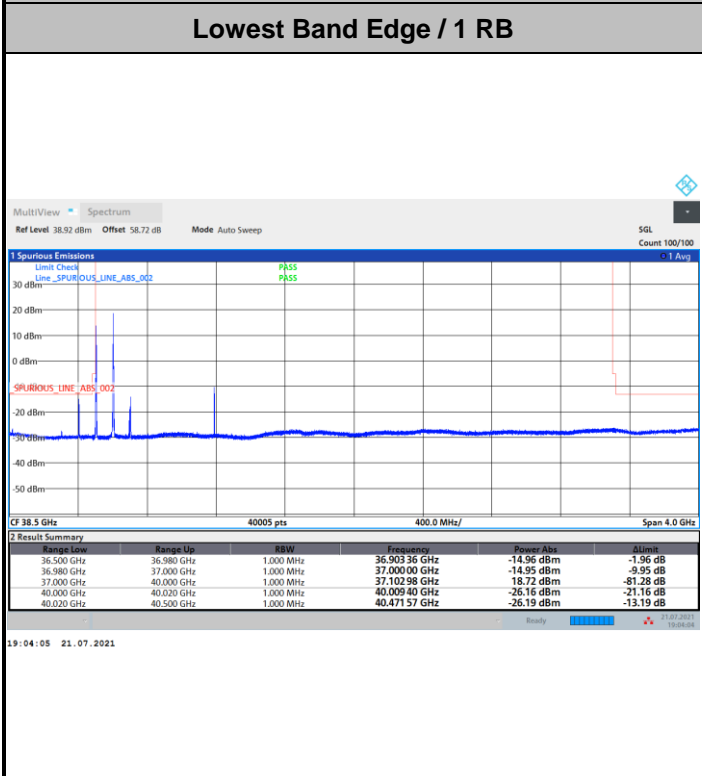 Lowest Band Edge / 1 RB
MultiView Spectrum
Ref Level 38.92 dBm Offset 58.72 dB Mode Auto Sweep SGL
Count 100/100
1 Spurious Emissions 1 Avg
Limit Check PASS
Line _SPURIOUS_LINE_ABS_002 PASS
30 dBm
20 dBm
10 dBm
0 dBm
_SPURIOUS_LINE_ABS_002
-20 dBm
-30 dBm
-40 dBm
-50 dBm
CF 38.5 GHz 40005 pts 400.0 MHz/ Span 4.0 GHz
2 Result Summary
Range Low Range Up RBW Frequency Power Abs ΔLimit
36.500 GHz 36.980 GHz 1.000 MHz 36.903 36 GHz -14.96 dBm -1.96 dB
36.980 GHz 37.000 GHz 1.000 MHz 37.000 00 GHz -14.95 dBm -9.95 dB
37.000 GHz 40.000 GHz 1.000 MHz 37.102 98 GHz 18.72 dBm -81.28 dB
40.000 GHz 40.020 GHz 1.000 MHz 40.009 40 GHz -26.16 dBm -21.16 dB
40.020 GHz 40.500 GHz 1.000 MHz 40.471 57 GHz -26.19 dBm -13.19 dB
Ready 21.07.2021
19:04:04
19:04:05 21.07.2021